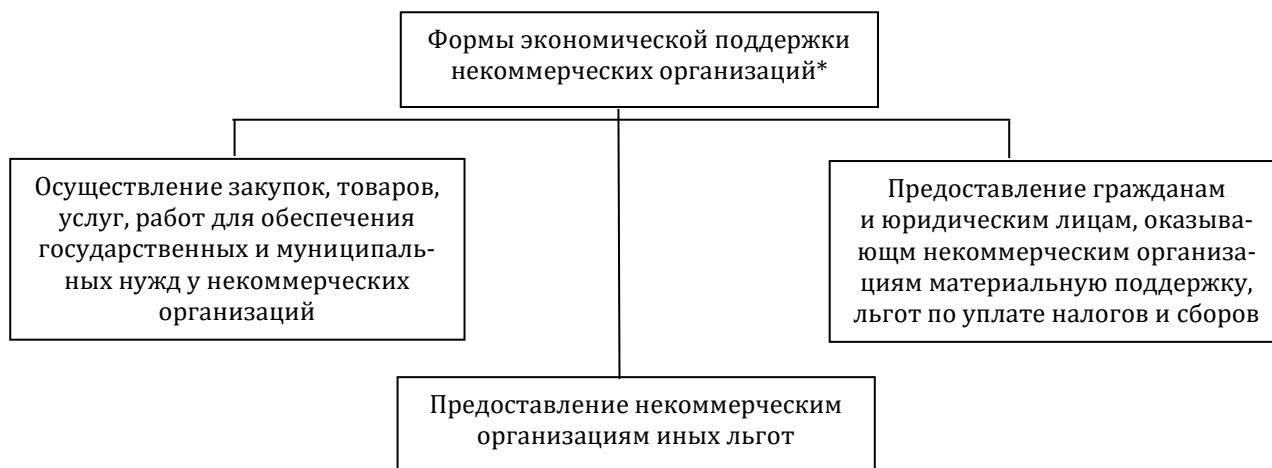 Формы экономической поддержки
некоммерческих организаций*
Осуществление закупок, товаров,
услуг, работ для обеспечения
государственных и муниципаль-
ных нужд у некоммерческих
организаций
Предоставление гражданам
и юридическим лицам, оказыва-
ющм некоммерческим организа-
циям материальную поддержку,
льгот по уплате налогов и сборов
Предоставление некоммерческим
организациям иных льгот